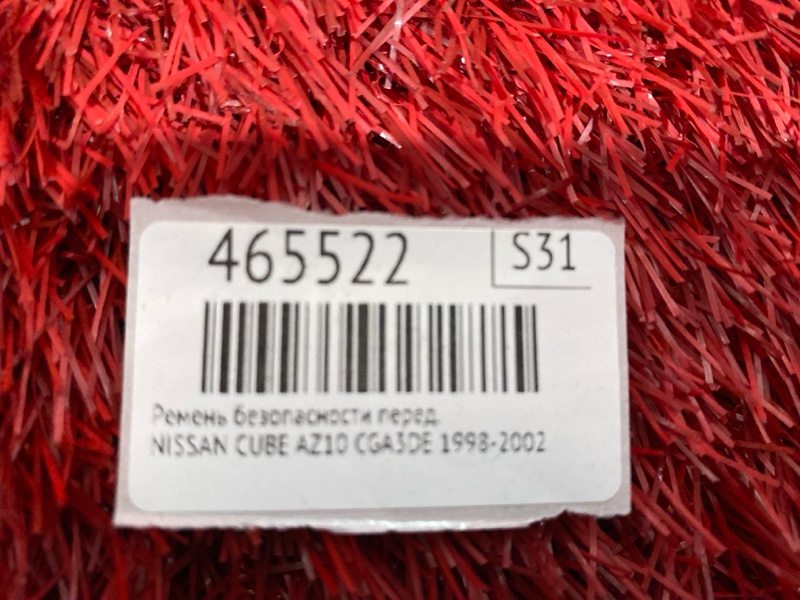 465522
S31
Ремень безопасности перед.
NISSAN CUBE AZ10 CGA3DE 1998-2002